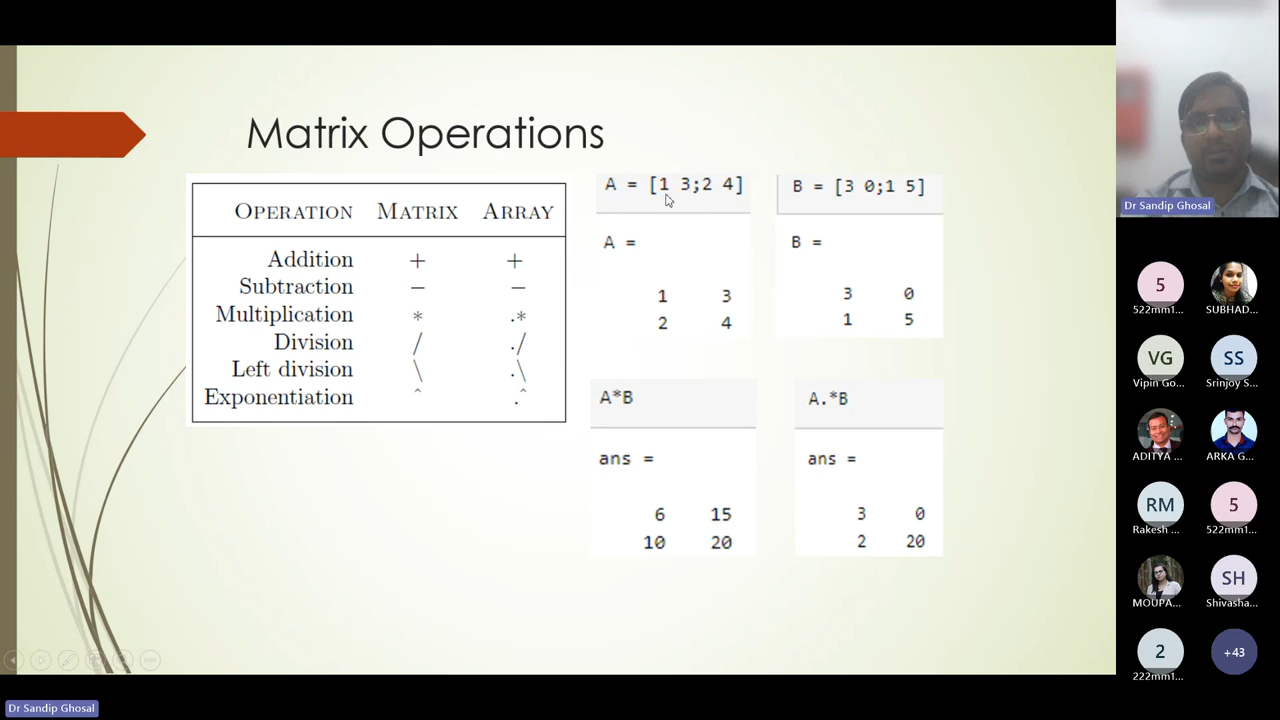 Matrix Operations
OPERATION MATRIX ARRAY
Addition + +
Subtraction − −
Multiplication * .*
Division / ./
Left division \ .\
Exponentiation ^ .^
A = [1 3;2 4]
A =
1 3
2 4
B = [3 0;1 5]
B =
3 0
1 5
A*B
ans =
6 15
10 20
A.*B
ans =
3 0
2 20
Dr Sandip Ghosal
5
522mm1...
SUBHAD...
VG
Vipin Go...
SS
Srinjoy S...
ADITYA ...
ARKA G...
RM
Rakesh ...
5
522mm1...
MOUPA...
SH
Shivasha...
2
222mm1...
+43
Dr Sandip Ghosal